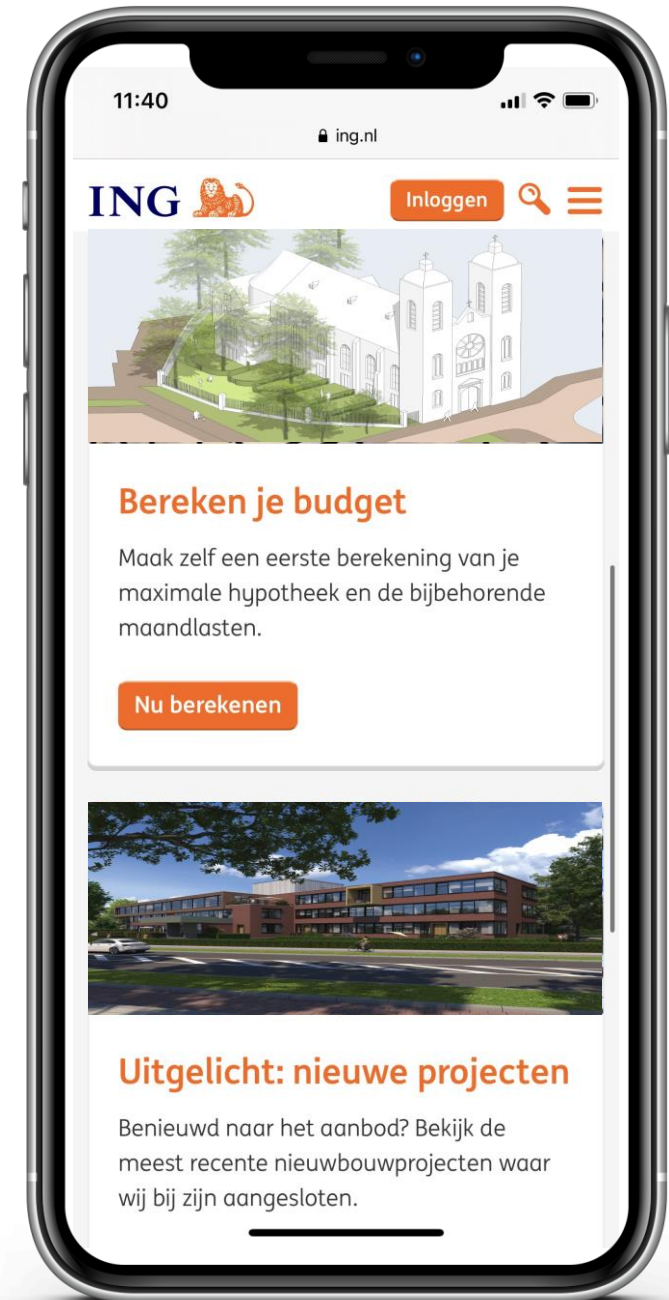 11:40
ing.nl
ING
Inloggen
Bereken je budget
Maak zelf een eerste berekening van je
maximale hypotheek en de bijbehorende
maandlasten.
Nu berekenen
Uitgelicht: nieuwe projecten
Benieuwd naar het aanbod? Bekijk de
meest recente nieuwbouwprojecten waar
wij bij zijn aangesloten.